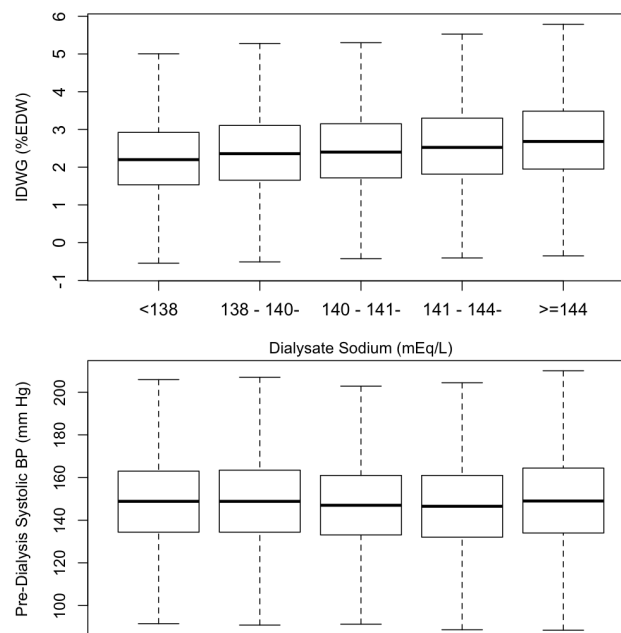 IDWG (%EDW)
6
5
4
3
2
1
0
-1
<138
138 - 140-
140 - 141-
141 - 144-
>=144
Dialysate Sodium (mEq/L)
Pre-Dialysis Systolic BP (mm Hg)
200
180
160
140
120
100